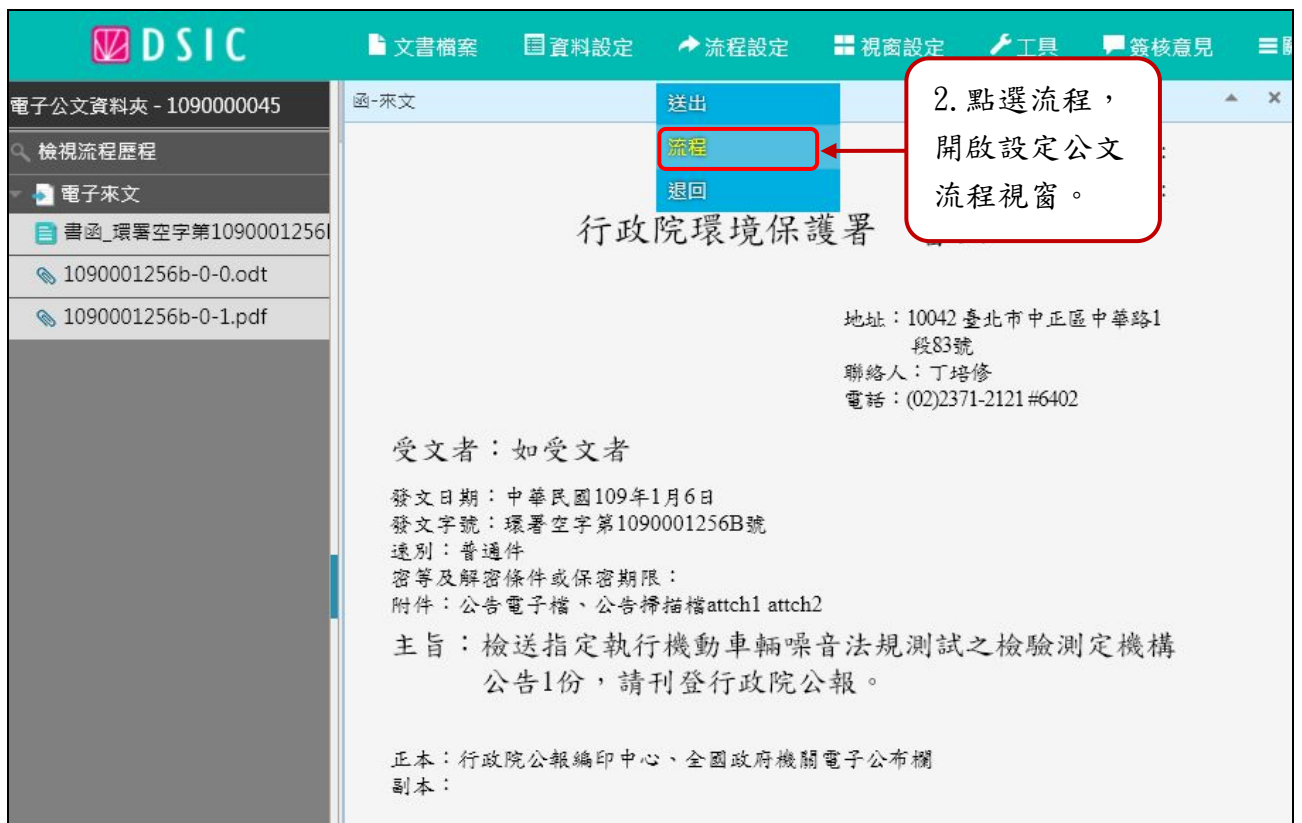 DSIC
文書檔案
資料設定
流程設定
視窗設定
工具
簽核意見
電子公文資料夾 - 1090000045
函-來文
送出
流程
退回
2. 點選流程，
開啟設定公文
流程視窗。
檢視流程歷程
電子來文
書函_環署空字第1090001256
1090001256b-0-0.odt
1090001256b-0-1.pdf
行政院環境保護署
地址：10042 臺北市中正區中華路1
段83號
聯絡人：丁培修
電話：(02)2371-2121 #6402
受文者：如受文者
發文日期：中華民國109年1月6日
發文字號：環署空字第1090001256B號
速別：普通件
密等及解密條件或保密期限：
附件：公告電子檔、公告掃描檔attch1 attch2
主旨：檢送指定執行機動車輛噪音法規測試之檢驗測定機構
公告1份，請刊登行政院公報。
正本：行政院公報編印中心、全國政府機關電子公布欄
副本：